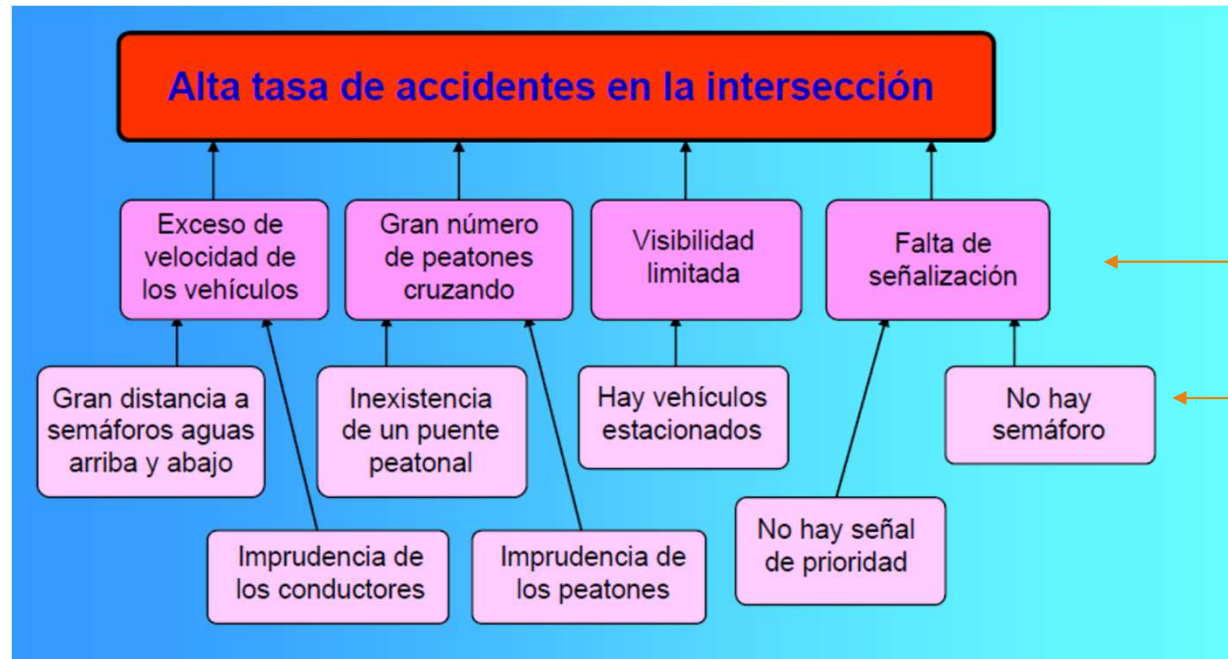 Alta tasa de accidentes en la intersección
Exceso de
velocidad de
los vehículos
Gran número
de peatones
cruzando
Visibilidad
limitada
Falta de
señalización
Gran distancia a
semáforos aguas
arriba y abajo
Inexistencia
de un puente
peatonal
Hay vehículos
estacionados
No hay
semáforo
Imprudencia de
los conductores
Imprudencia de
los peatones
No hay señal
de prioridad